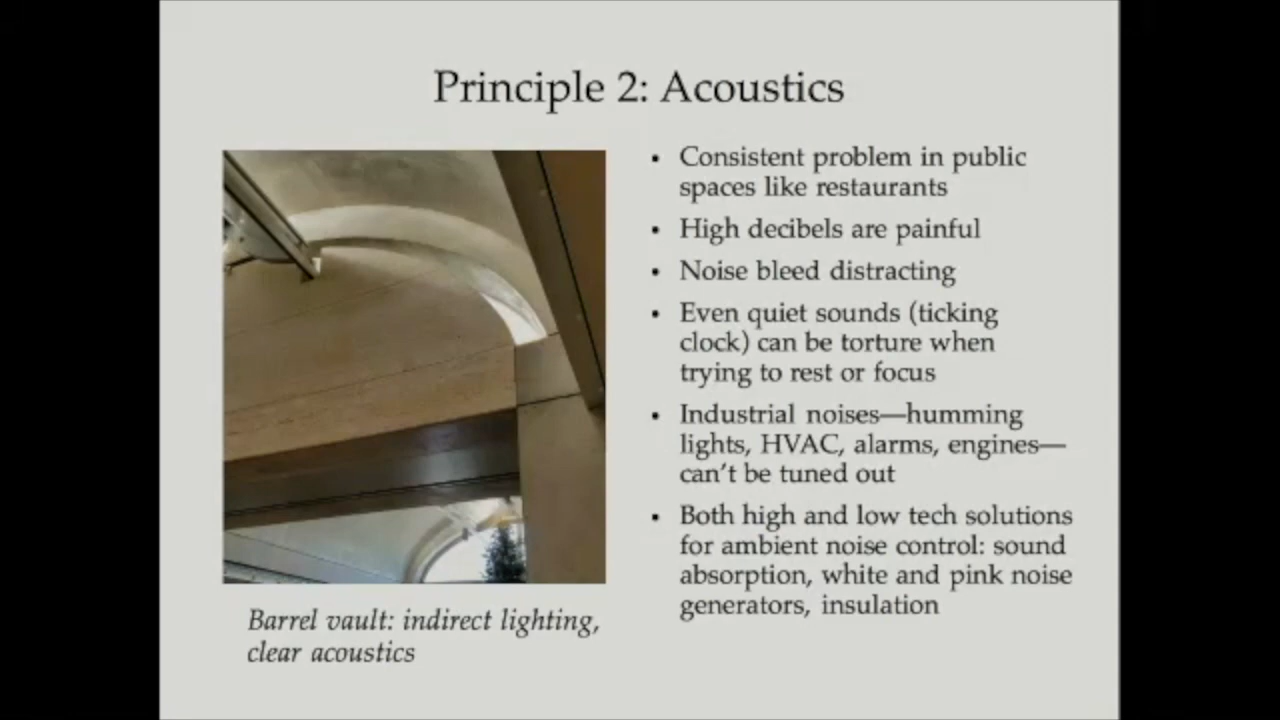 Principle 2: Acoustics
• Consistent problem in public
spaces like restaurants
• High decibels are painful
• Noise bleed distracting
• Even quiet sounds (ticking
clock) can be torture when
trying to rest or focus
• Industrial noises—humming
lights, HVAC, alarms, engines—
can't be tuned out
• Both high and low tech solutions
for ambient noise control: sound
absorption, white and pink noise
generators, insulation
Barrel vault: indirect lighting,
clear acoustics